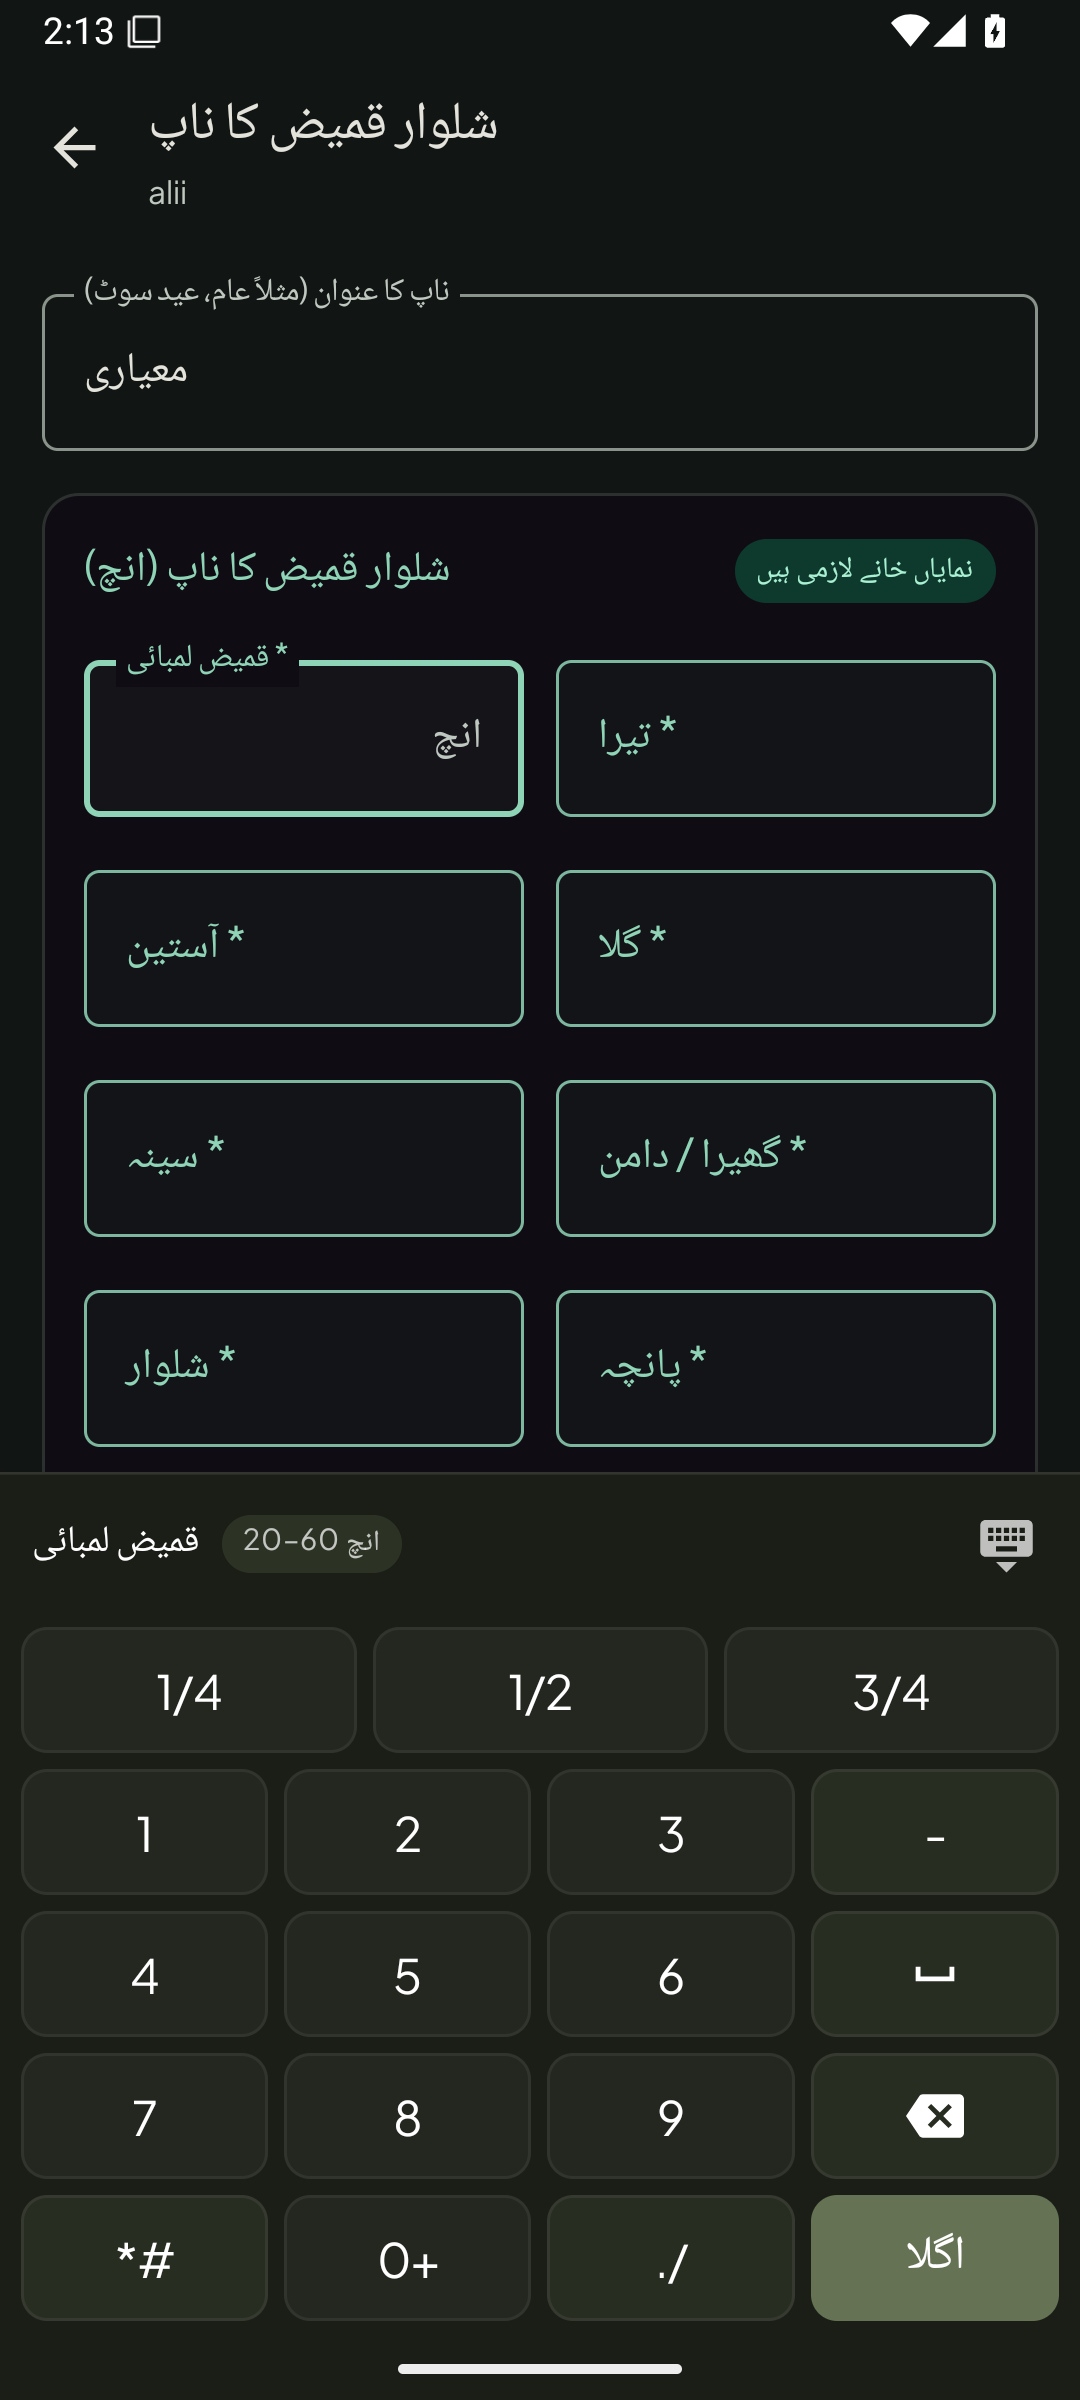 2:13
شلوار قمیض کا ناپ
alii
ناپ کا عنوان (مثلاً عام، عید سوٹ)
معیاری
شلوار قمیض کا ناپ (انچ)
نمایاں خانے لازمی ہیں
قمیض لمبائی *
انچ
تیرا *
آستین *
گلا *
سینہ *
گھیرا / دامن *
شلوار *
پانچہ *
قمیض لمبائی
20–60 انچ
1/4 1/2 3/4
1 2 3 -
4 5 6
7 8 9
*# 0+ ./ اگلا